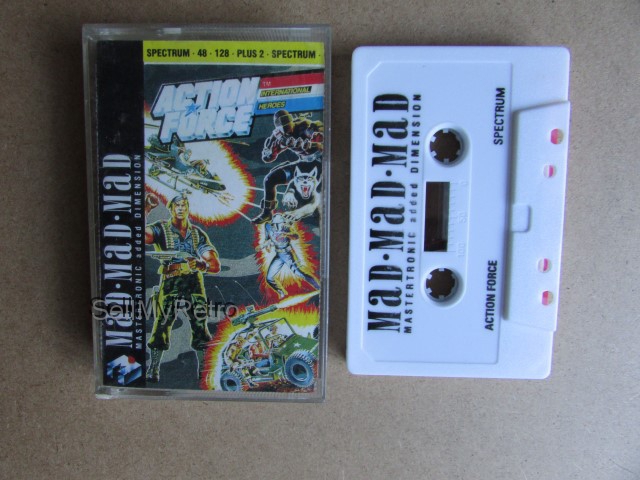 SPECTRUM · 48 · 128 · PLUS 2 · SPECTRUM ·
ACTION FORCE
TM
INTERNATIONAL
HEROES
MaD·MaD·MaD
MASTERTRONIC added DIMENSION
SellMyRetro
MaD·MaD·MaD
MASTERTRONIC added DIMENSION
ACTION FORCE
SPECTRUM